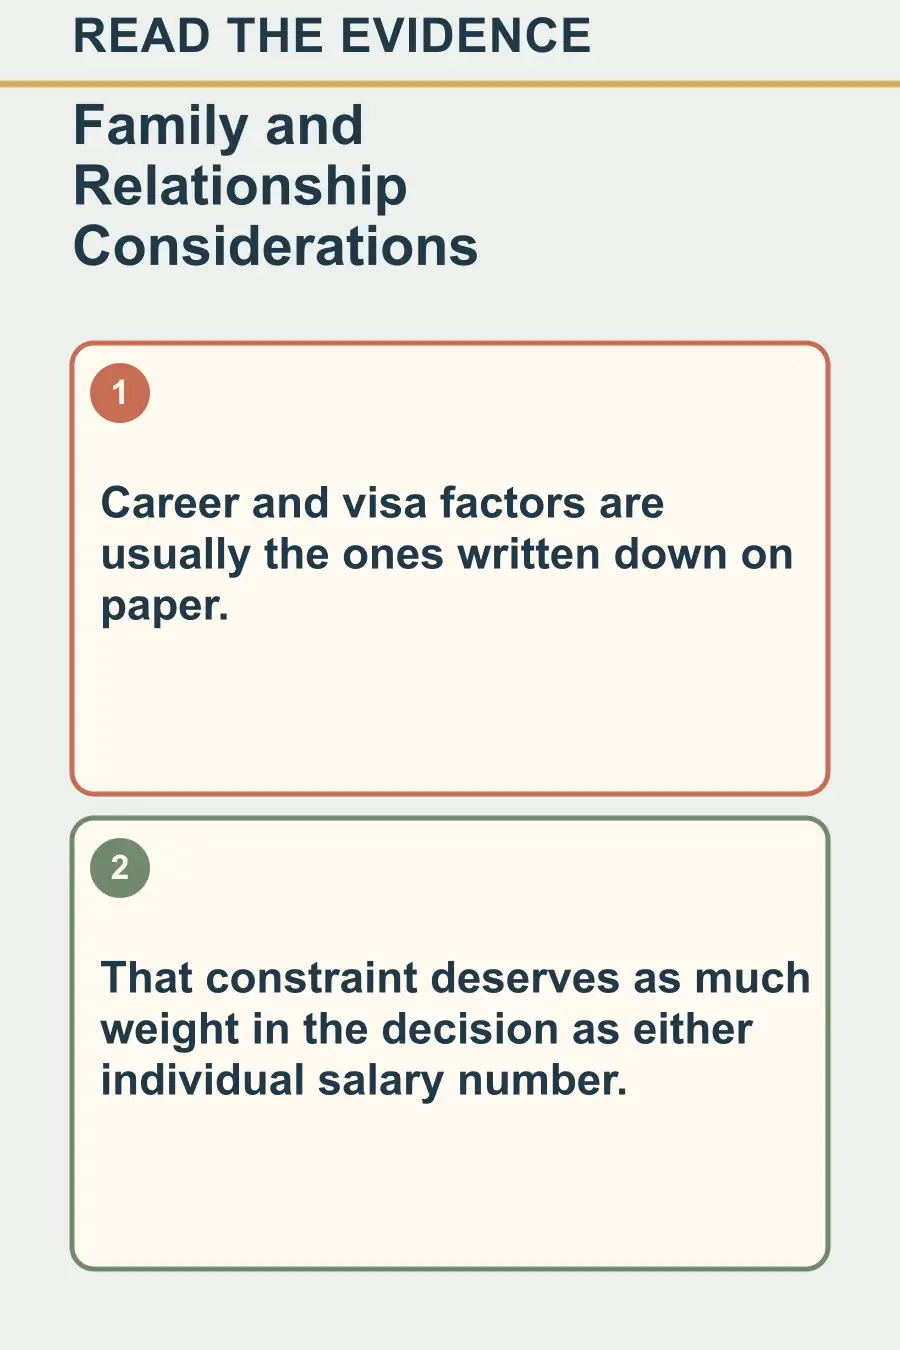 READ THE EVIDENCE
Family and
Relationship
Considerations
1
Career and visa factors are
usually the ones written down on
paper.
2
That constraint deserves as much
weight in the decision as either
individual salary number.